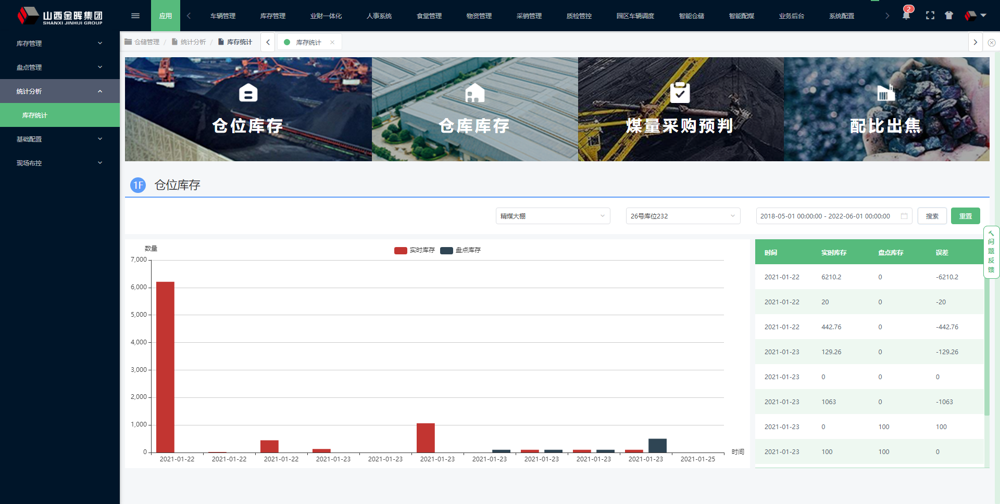 山西金晖集团
SHANXI JINHUI GROUP
应用
车辆管理
库存管理
业财一体化
人事系统
食堂管理
物资管理
采销管理
质检管控
园区车辆调度
智能仓储
智能配煤
业务后台
系统配置
2
库存管理
盘点管理
统计分析
库存统计
基础配置
现场布控
仓储管理 / 统计分析 / 库存统计
库存统计
仓位库存
仓库库存
煤量采购预判
配比出焦
1F 仓位库存
精煤大棚
26号库位232
2018-05-01 00:00:00 - 2022-06-01 00:00:00
搜索
重置
数量
实时库存 盘点库存
7,000
6,000
5,000
4,000
3,000
2,000
1,000
0
时间
2021-01-22 2021-01-22 2021-01-22 2021-01-23 2021-01-23 2021-01-23 2021-01-23 2021-01-23 2021-01-23 2021-01-23 2021-01-25
时间 实时库存 盘点库存 误差
2021-01-22 6210.2 0 -6210.2
2021-01-22 20 0 -20
2021-01-22 442.76 0 -442.76
2021-01-23 129.26 0 -129.26
2021-01-23 0 0 0
2021-01-23 1063 0 -1063
2021-01-23 0 100 100
2021-01-23 100 100 0
问
题
反
馈